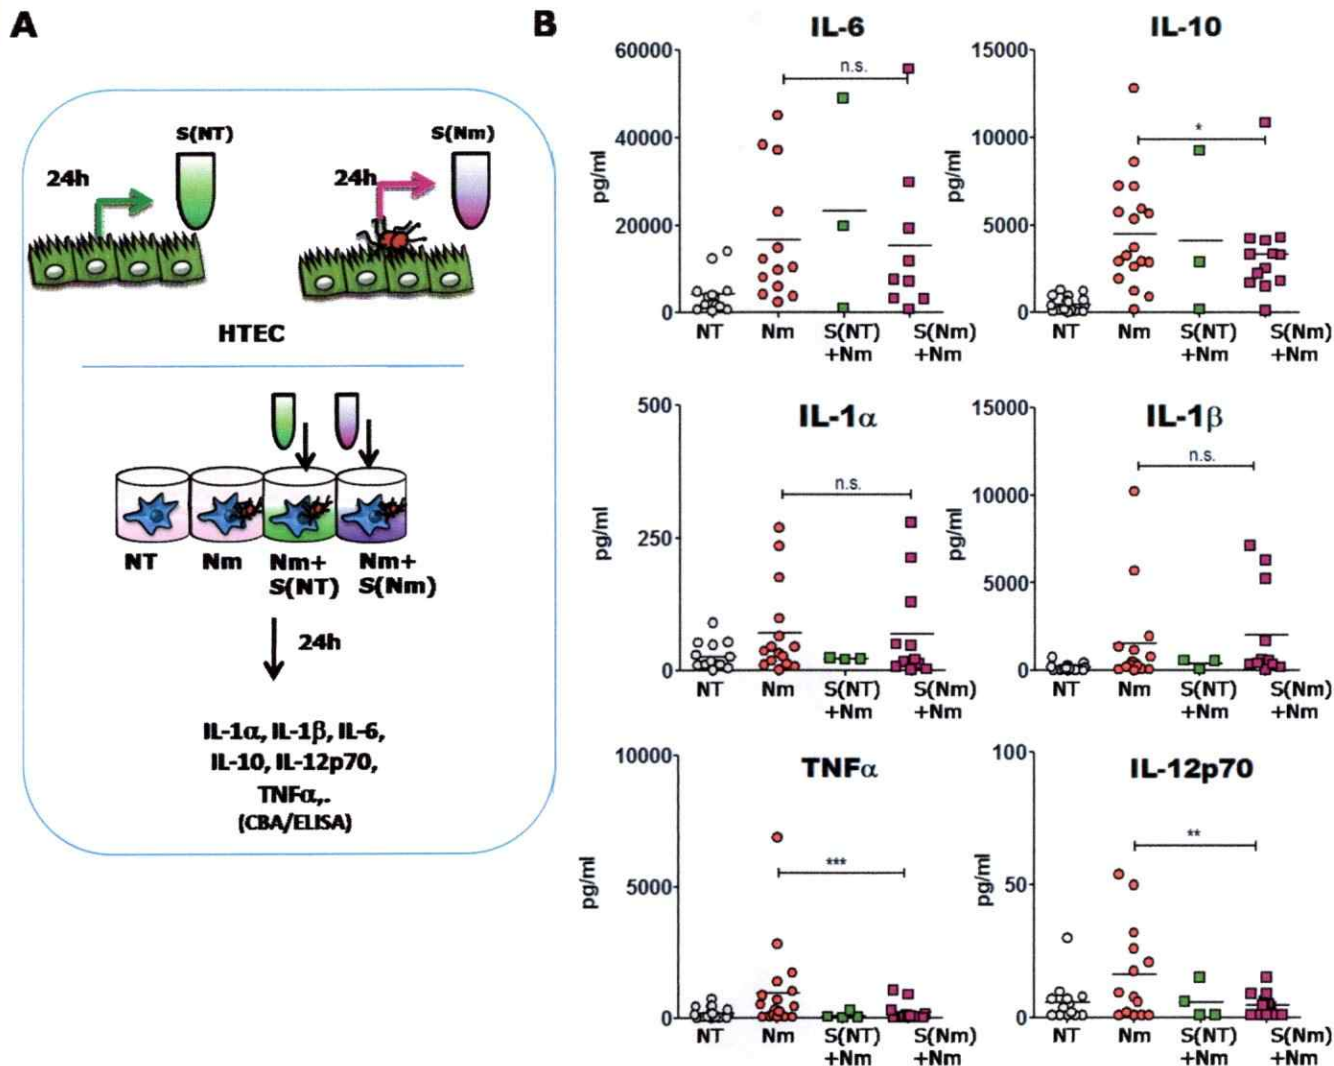 A
S(NT)
S(Nm)
24h
24h
HTEC
NT
Nm
Nm+
S(NT)
Nm+
S(Nm)
24h
IL-1α, IL-1β, IL-6,
IL-10, IL-12p70,
TNFα,.
(CBA/ELISA)
B
IL-6
60000
40000
20000
0
pg/ml
n.s.
NT
Nm
S(NT)
+Nm
S(Nm)
+Nm
IL-10
15000
10000
5000
0
pg/ml
*
NT
Nm
S(NT)
+Nm
S(Nm)
+Nm
IL-1α
500
250
0
pg/ml
n.s.
NT
Nm
S(NT)
+Nm
S(Nm)
+Nm
IL-1β
15000
10000
5000
0
pg/ml
n.s.
NT
Nm
S(NT)
+Nm
S(Nm)
+Nm
TNFα
10000
5000
0
pg/ml
***
NT
Nm
S(NT)
+Nm
S(Nm)
+Nm
IL-12p70
100
50
0
pg/ml
**
NT
Nm
S(NT)
+Nm
S(Nm)
+Nm